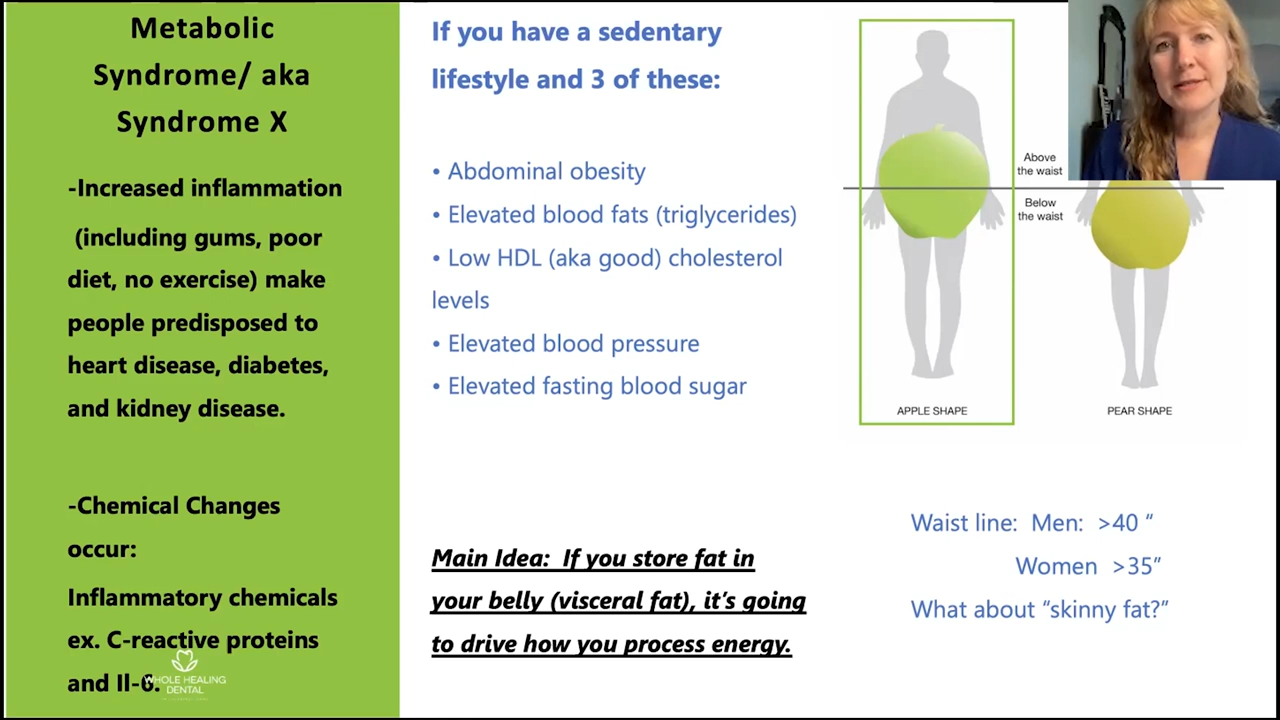 Metabolic
Syndrome/ aka
Syndrome X
-Increased inflammation
(including gums, poor
diet, no exercise) make
people predisposed to
heart disease, diabetes,
and kidney disease.
-Chemical Changes
occur:
Inflammatory chemicals
ex. C-reactive proteins
and Il-6.
WHOLE HEALING
DENTAL
If you have a sedentary
lifestyle and 3 of these:
• Abdominal obesity
• Elevated blood fats (triglycerides)
• Low HDL (aka good) cholesterol
levels
• Elevated blood pressure
• Elevated fasting blood sugar
Main Idea: If you store fat in
your belly (visceral fat), it's going
to drive how you process energy.
Above
the waist
Below
the waist
APPLE SHAPE
PEAR SHAPE
Waist line: Men: >40 “
Women >35”
What about “skinny fat?”